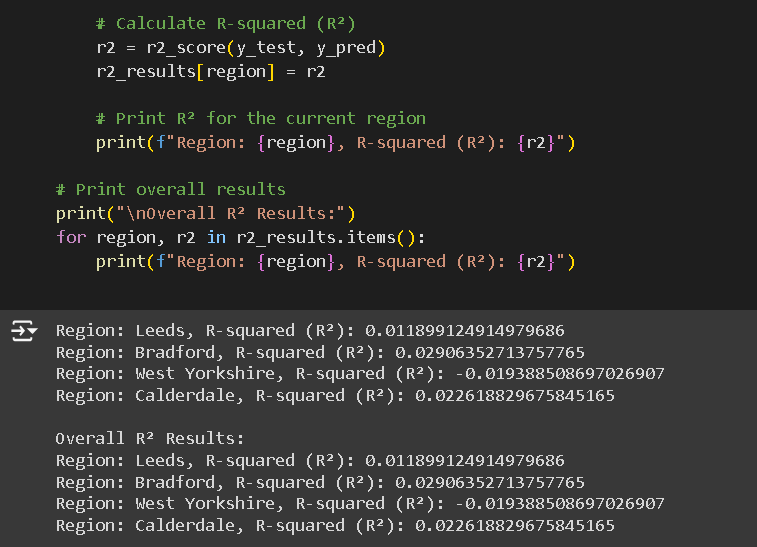 # Calculate R-squared (R²)
r2 = r2_score(y_test, y_pred)
r2_results[region] = r2
# Print R² for the current region
print(f"Region: {region}, R-squared (R²): {r2}")
# Print overall results
print("\nOverall R² Results:")
for region, r2 in r2_results.items():
print(f"Region: {region}, R-squared (R²): {r2}")
Region: Leeds, R-squared (R²): 0.011899124914979686
Region: Bradford, R-squared (R²): 0.02906352713757765
Region: West Yorkshire, R-squared (R²): -0.019388508697026907
Region: Calderdale, R-squared (R²): 0.022618829675845165
Overall R² Results:
Region: Leeds, R-squared (R²): 0.011899124914979686
Region: Bradford, R-squared (R²): 0.02906352713757765
Region: West Yorkshire, R-squared (R²): -0.019388508697026907
Region: Calderdale, R-squared (R²): 0.022618829675845165